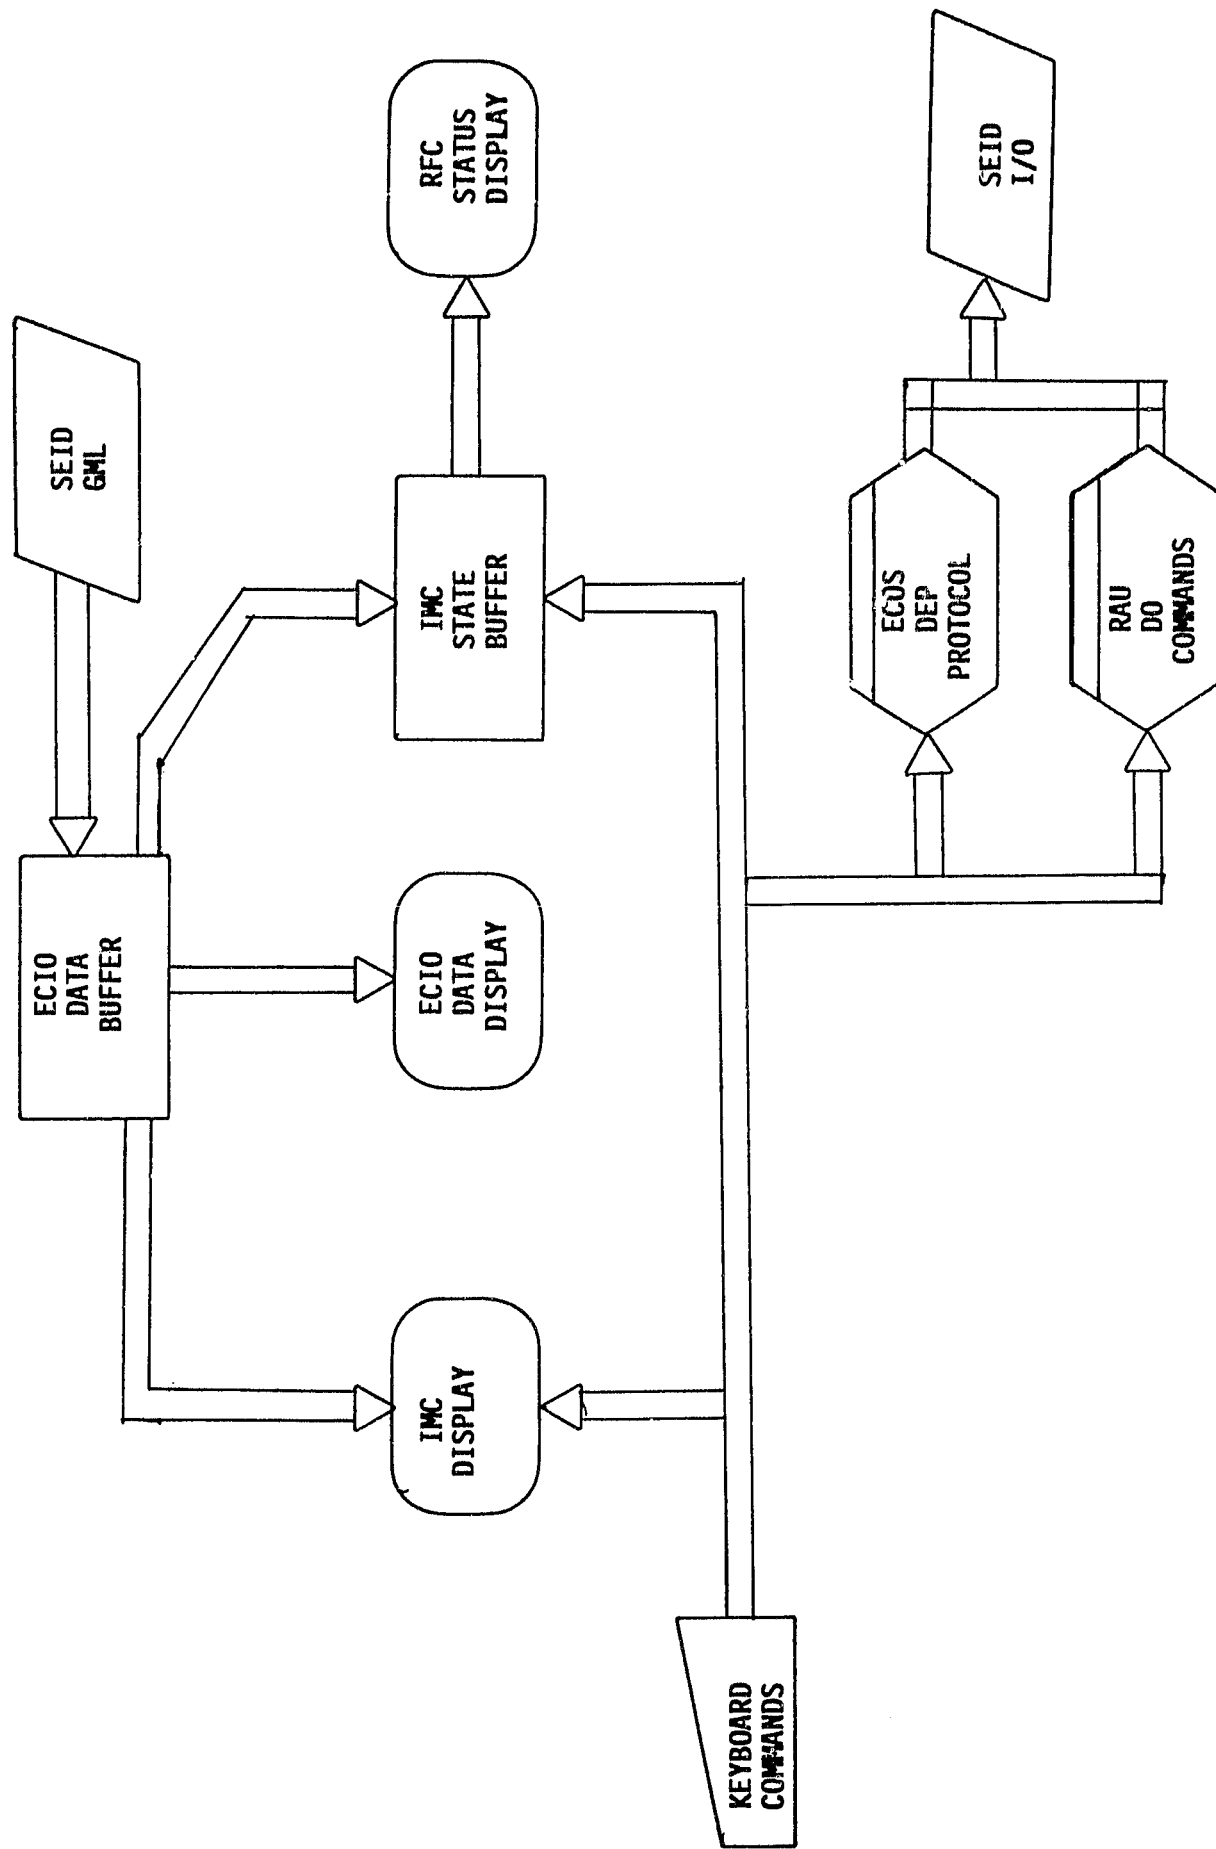 SEID
GML
ECIO
DATA
BUFFER
RFC
STATUS
DISPLAY
IMC
STATE
BUFFER
ECIO
DATA
DISPLAY
IMC
DISPLAY
KEYBOARD
COMMANDS
ECOS
DEP
PROTOCOL
RAU
DO
COMMANDS
SEID
I/O